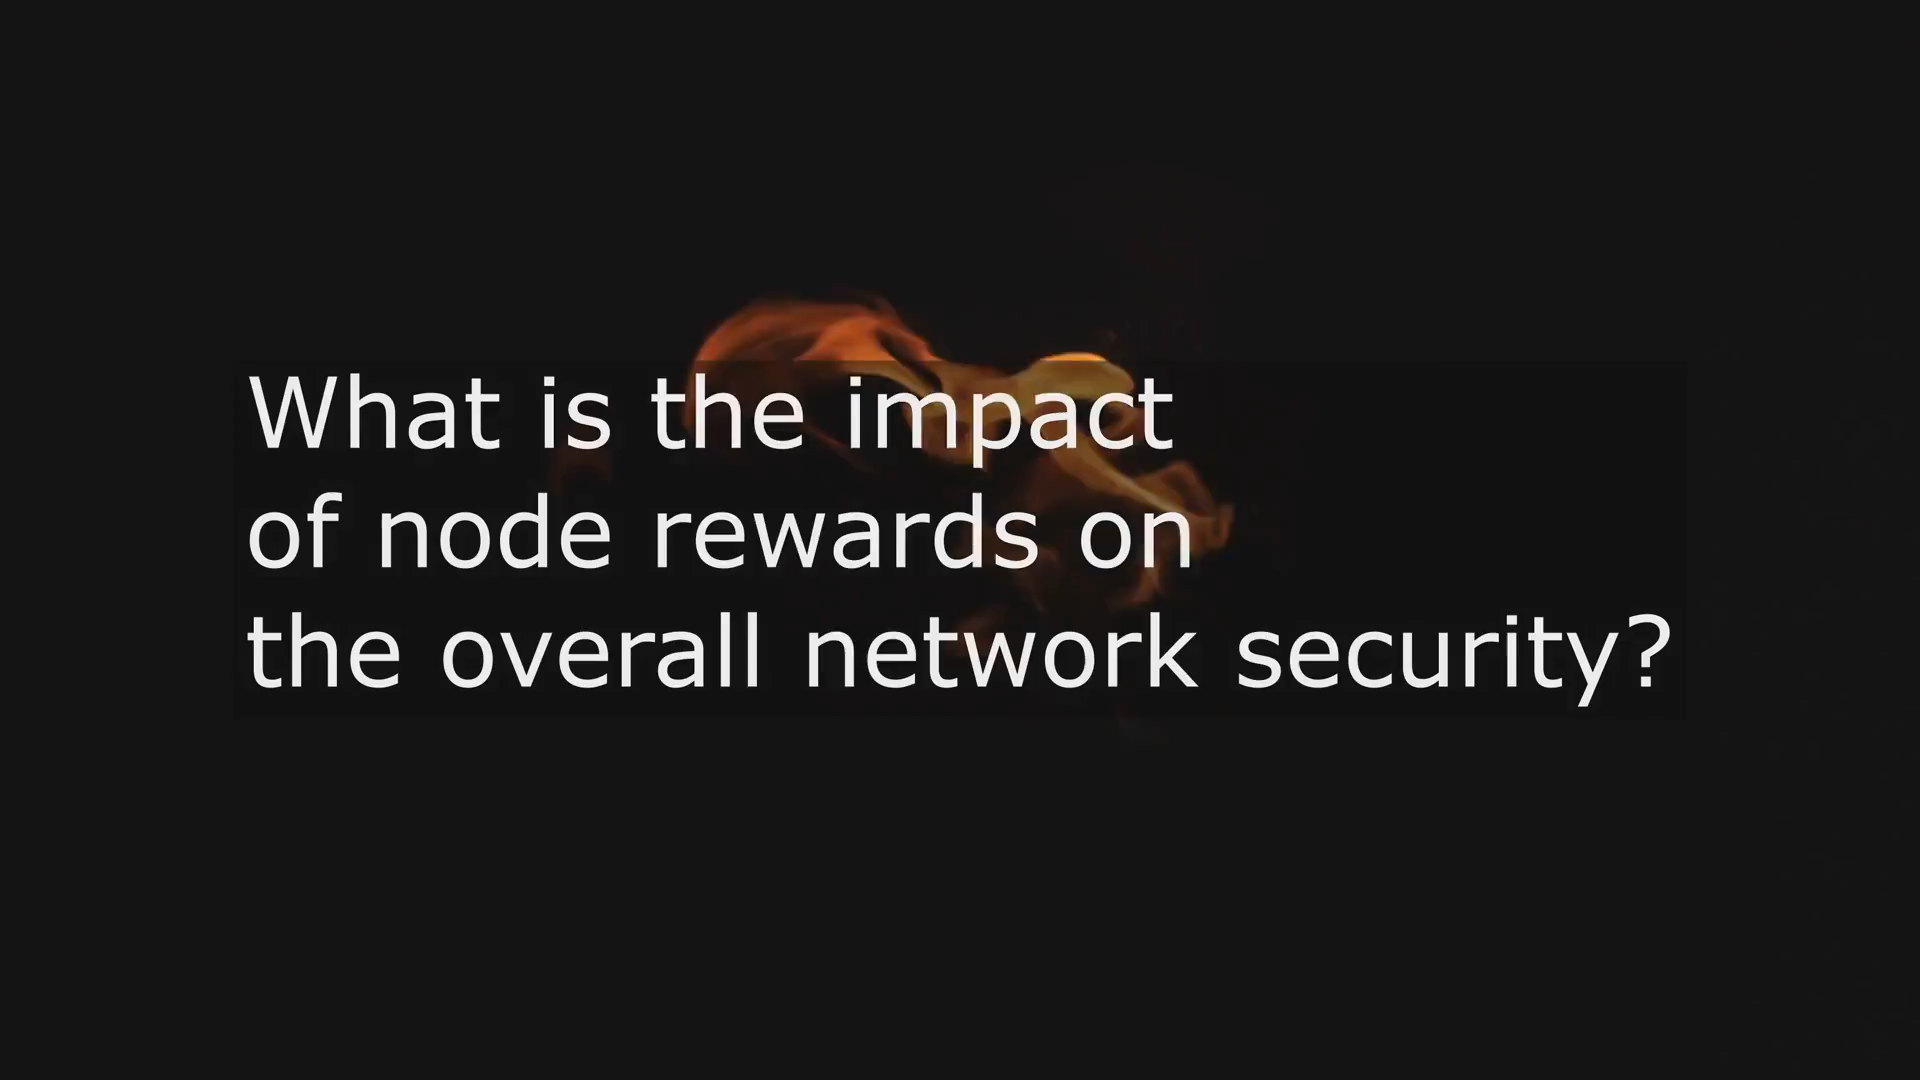 What is the impact
of node rewards on
the overall network security?